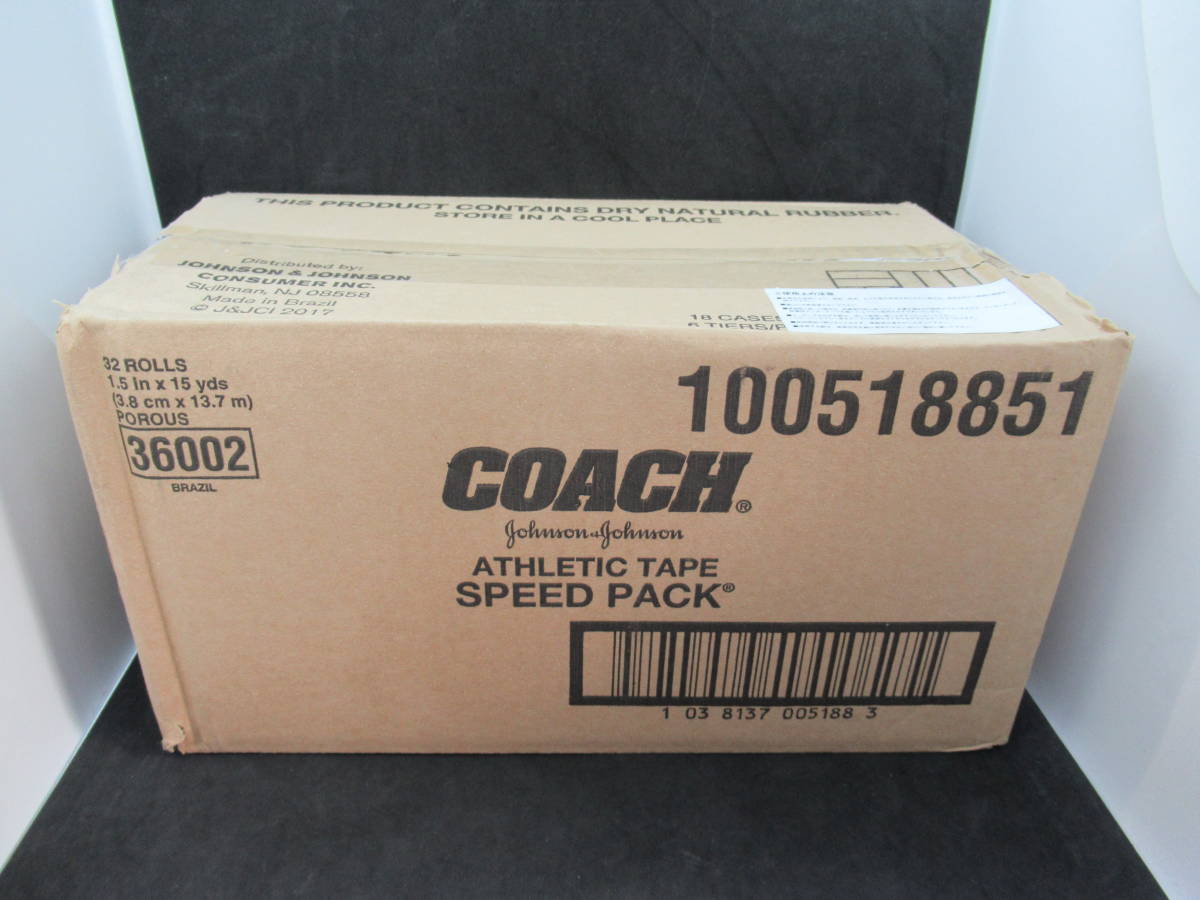 THIS PRODUCT CONTAINS DRY NATURAL RUBBER.
STORE IN A COOL PLACE
Distributed by:
JOHNSON & JOHNSON
CONSUMER INC.
Skillman, NJ 08558
Made in Brazil
© J&JCI 2017
18 CASES
6 TIERS/P
32 ROLLS
1.5 in x 15 yds
(3.8 cm x 13.7 m)
POROUS
36002
BRAZIL
100518851
COACH®
Johnson & Johnson
ATHLETIC TAPE
SPEED PACK®
1 03 8137 005188 3